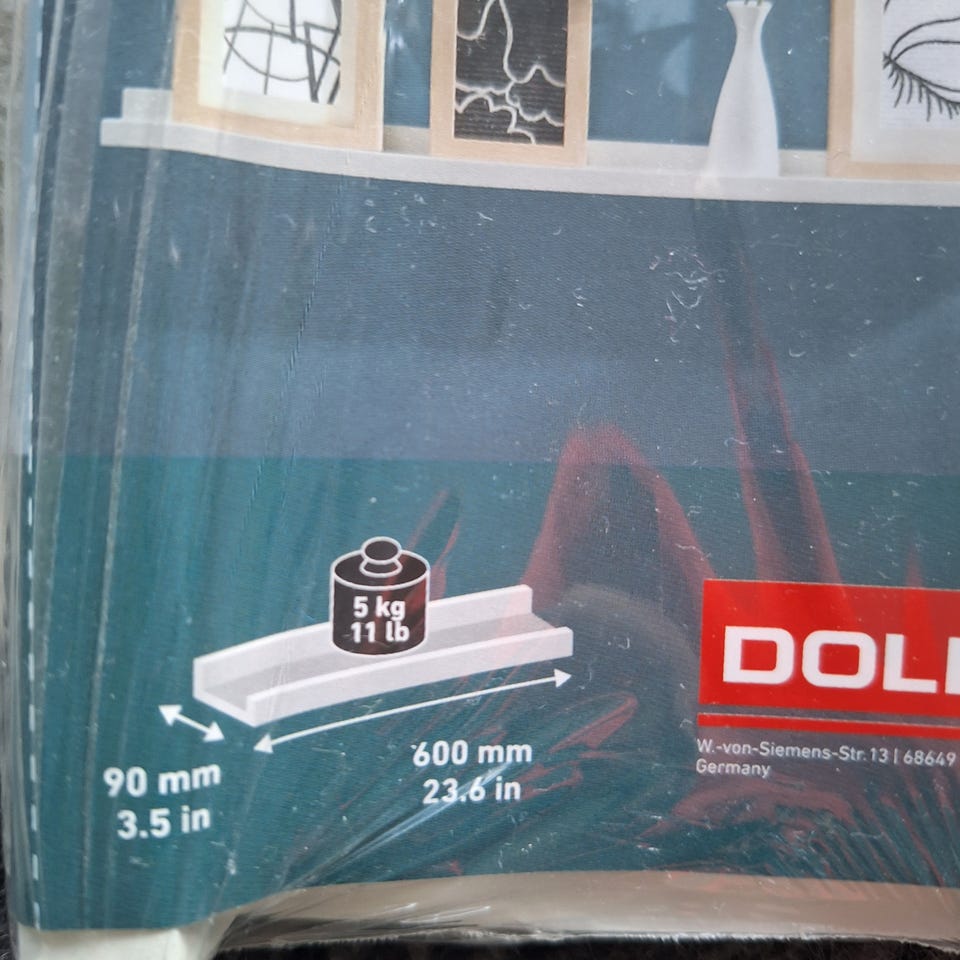 5 kg
11 lb
600 mm
23.6 in
90 mm
3.5 in
DOLL
W.-von-Siemens-Str.13 | 68649
Germany